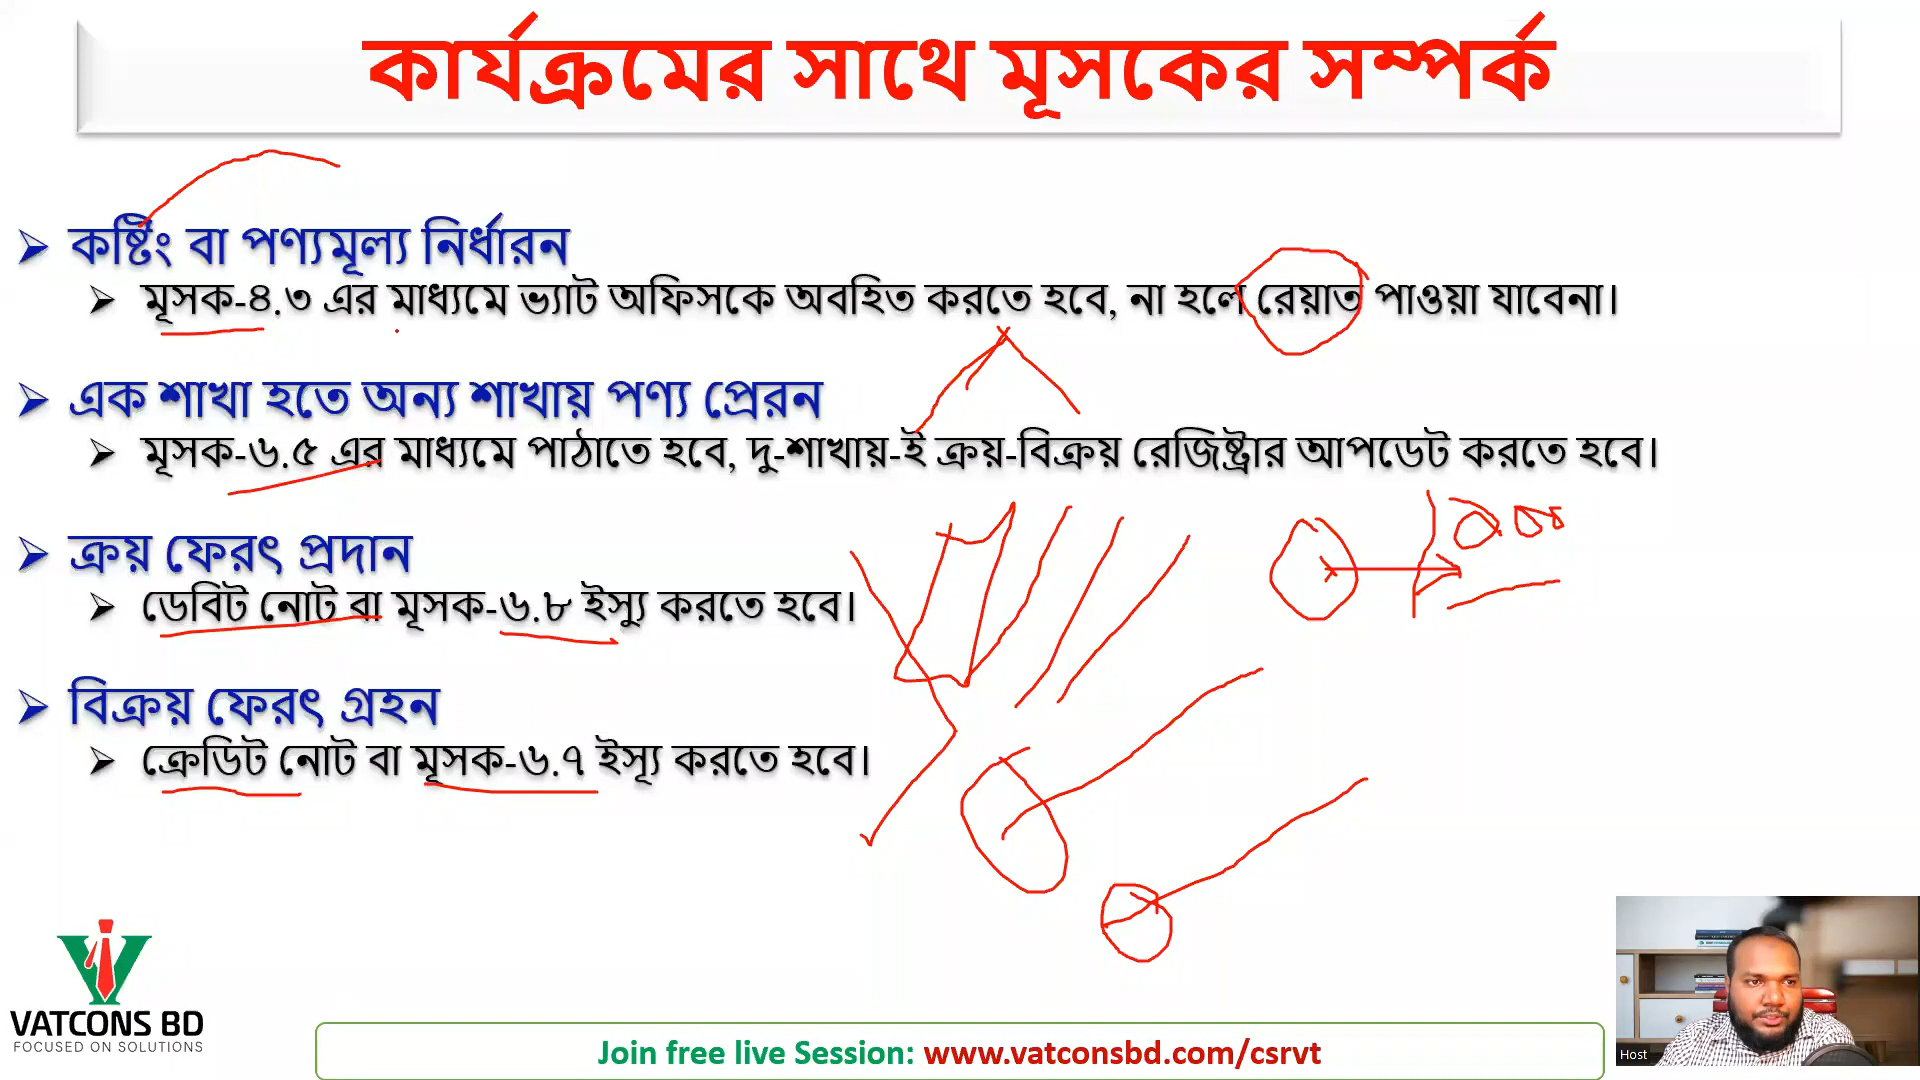 কার্যক্রমের সাথে মূসকের সম্পর্ক
কষ্টিং বা পণ্যমূল্য নির্ধারন
মূসক-৪.৩ এর মাধ্যমে ভ্যাট অফিসকে অবহিত করতে হবে, না হলে রেয়াত পাওয়া যাবেনা।
এক শাখা হতে অন্য শাখায় পণ্য প্রেরন
মূসক-৬.৫ এর মাধ্যমে পাঠাতে হবে, দু-শাখায়-ই ক্রয়-বিক্রয় রেজিষ্ট্রার আপডেট করতে হবে।
ক্রয় ফেরৎ প্রদান
ডেবিট নোট বা মূসক-৬.৮ ইস্যু করতে হবে।
বিক্রয় ফেরৎ গ্রহন
ক্রেডিট নোট বা মূসক-৬.৭ ইস্যূ করতে হবে।
VATCONS BD
FOCUSED ON SOLUTIONS
Join free live Session: www.vatconsbd.com/csrvt
Host